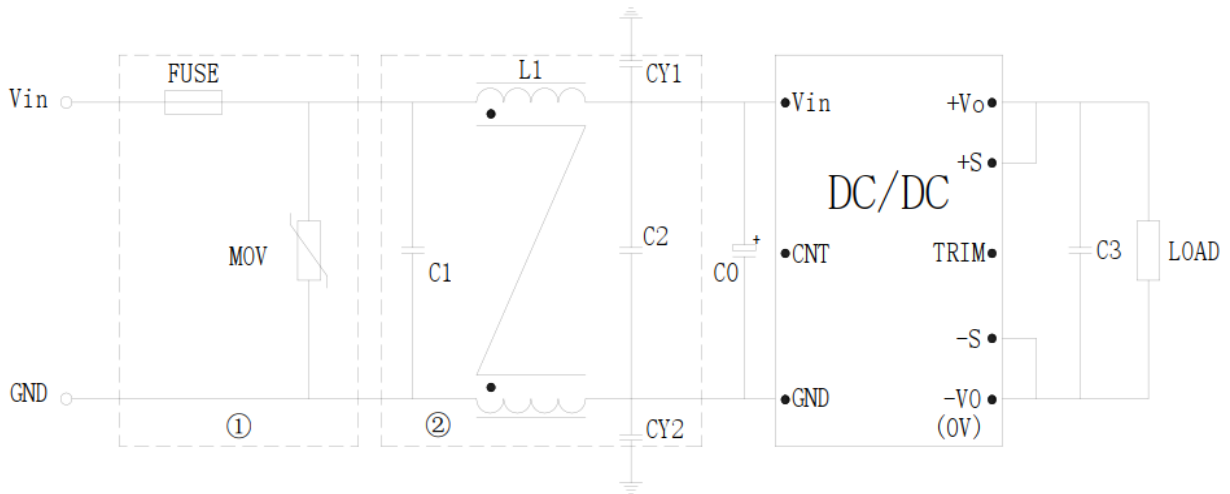 FUSE
L1
CY1
Vin
Vin
+Vo
+S
DC/DC
MOV
C1
C2
+
C0
CNT
TRIM
C3
LOAD
-S
GND
GND
-VO
(0V)
①
②
CY2